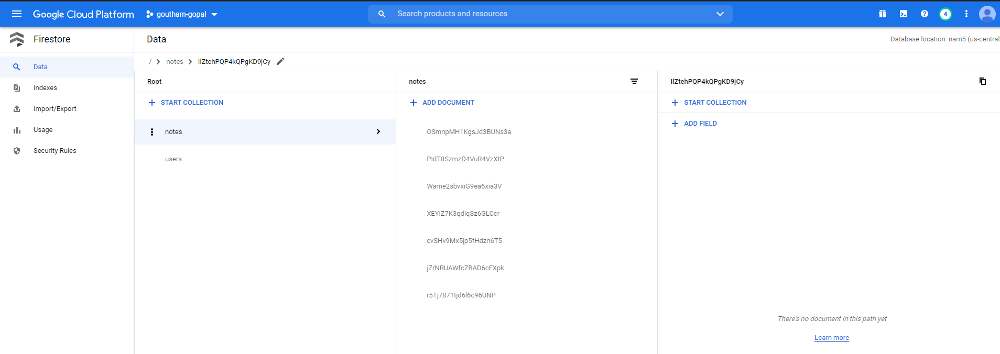 Google Cloud Platform goutham-gopal Search products and resources 4
Firestore Data Database location: nam5 (us-central
/ notes IlZtehPQP4kQPgKD9jCy
Data
Indexes
Import/Export
Usage
Security Rules
Root
START COLLECTION
notes
users
notes
ADD DOCUMENT
OSmnpMH1KgsJd3BUNs3a
PIdT8SzmzD4VuR4VzXtP
Wame2sbvxiG9ea6xia3V
XEYiZ7K3qdiqSz6GLCcr
cvSHv9Mx5jp5fHdzn6T5
jZrNRUAWfcZRAD6cFXpk
r5Tj7871tjd6l6c96UNP
IlZtehPQP4kQPgKD9jCy
START COLLECTION
ADD FIELD
There's no document in this path yet
Learn more